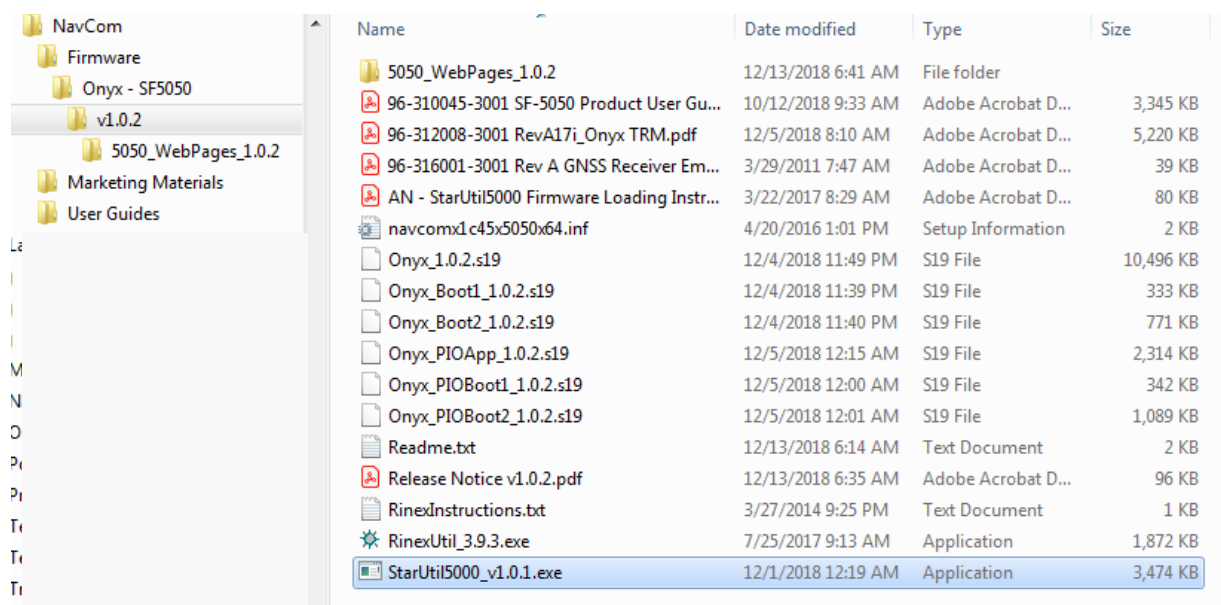 NavCom
Firmware
Onyx - SF5050
v1.0.2
5050_WebPages_1.0.2
Marketing Materials
User Guides
La
M
N
O
Po
Pr
Te
Te
Tr
Name Date modified Type Size
5050_WebPages_1.0.2 12/13/2018 6:41 AM File folder
96-310045-3001 SF-5050 Product User Gu... 10/12/2018 9:33 AM Adobe Acrobat D... 3,345 KB
96-312008-3001 RevA17i_Onyx TRM.pdf 12/5/2018 8:10 AM Adobe Acrobat D... 5,220 KB
96-316001-3001 Rev A GNSS Receiver Em... 3/29/2011 7:47 AM Adobe Acrobat D... 39 KB
AN - StarUtil5000 Firmware Loading Instr... 3/22/2017 8:29 AM Adobe Acrobat D... 80 KB
navcomx1c45x5050x64.inf 4/20/2016 1:01 PM Setup Information 2 KB
Onyx_1.0.2.s19 12/4/2018 11:49 PM S19 File 10,496 KB
Onyx_Boot1_1.0.2.s19 12/4/2018 11:39 PM S19 File 333 KB
Onyx_Boot2_1.0.2.s19 12/4/2018 11:40 PM S19 File 771 KB
Onyx_PIOApp_1.0.2.s19 12/5/2018 12:15 AM S19 File 2,314 KB
Onyx_PIOBoot1_1.0.2.s19 12/5/2018 12:00 AM S19 File 342 KB
Onyx_PIOBoot2_1.0.2.s19 12/5/2018 12:01 AM S19 File 1,089 KB
Readme.txt 12/13/2018 6:14 AM Text Document 2 KB
Release Notice v1.0.2.pdf 12/13/2018 6:35 AM Adobe Acrobat D... 96 KB
RinexInstructions.txt 3/27/2014 9:25 PM Text Document 1 KB
RinexUtil_3.9.3.exe 7/25/2017 9:13 AM Application 1,872 KB
StarUtil5000_v1.0.1.exe 12/1/2018 12:19 AM Application 3,474 KB